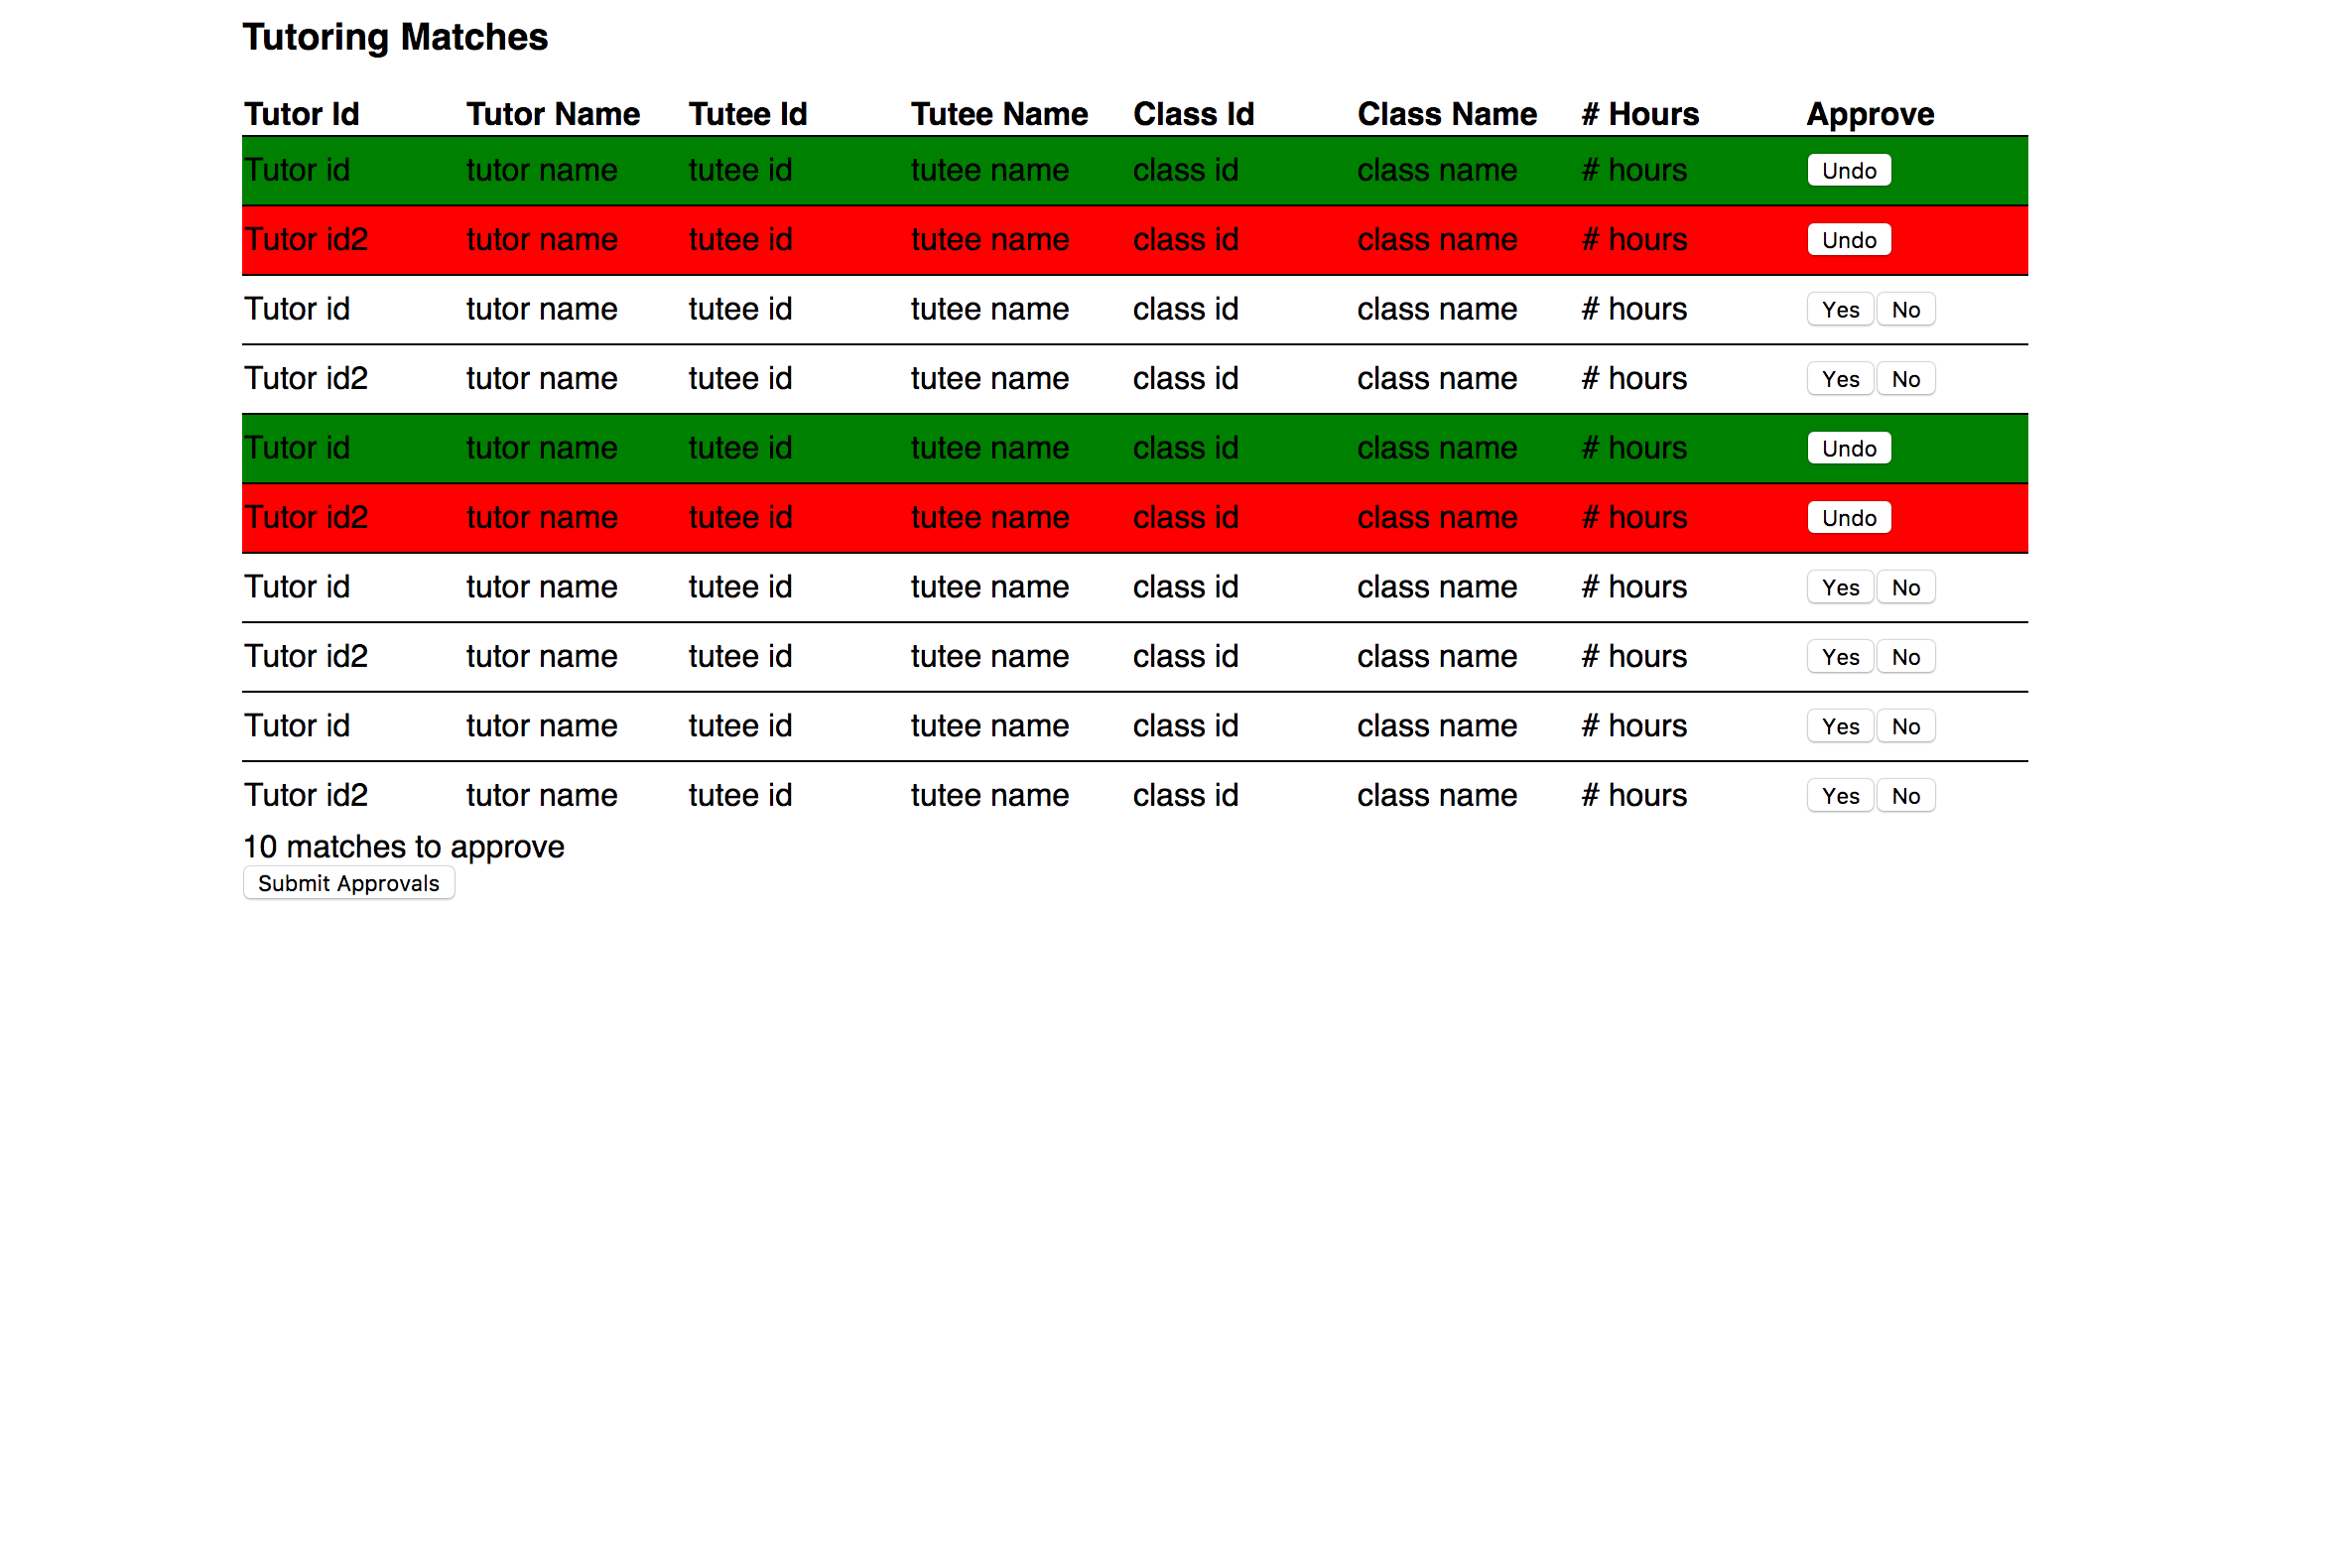 Tutoring Matches
Tutor Id Tutor Name Tutee Id Tutee Name Class Id Class Name # Hours Approve
Tutor id tutor name tutee id tutee name class id class name # hours Undo
Tutor id2 tutor name tutee id tutee name class id class name # hours Undo
Tutor id tutor name tutee id tutee name class id class name # hours Yes No
Tutor id2 tutor name tutee id tutee name class id class name # hours Yes No
Tutor id tutor name tutee id tutee name class id class name # hours Undo
Tutor id2 tutor name tutee id tutee name class id class name # hours Undo
Tutor id tutor name tutee id tutee name class id class name # hours Yes No
Tutor id2 tutor name tutee id tutee name class id class name # hours Yes No
Tutor id tutor name tutee id tutee name class id class name # hours Yes No
Tutor id2 tutor name tutee id tutee name class id class name # hours Yes No
10 matches to approve
Submit Approvals